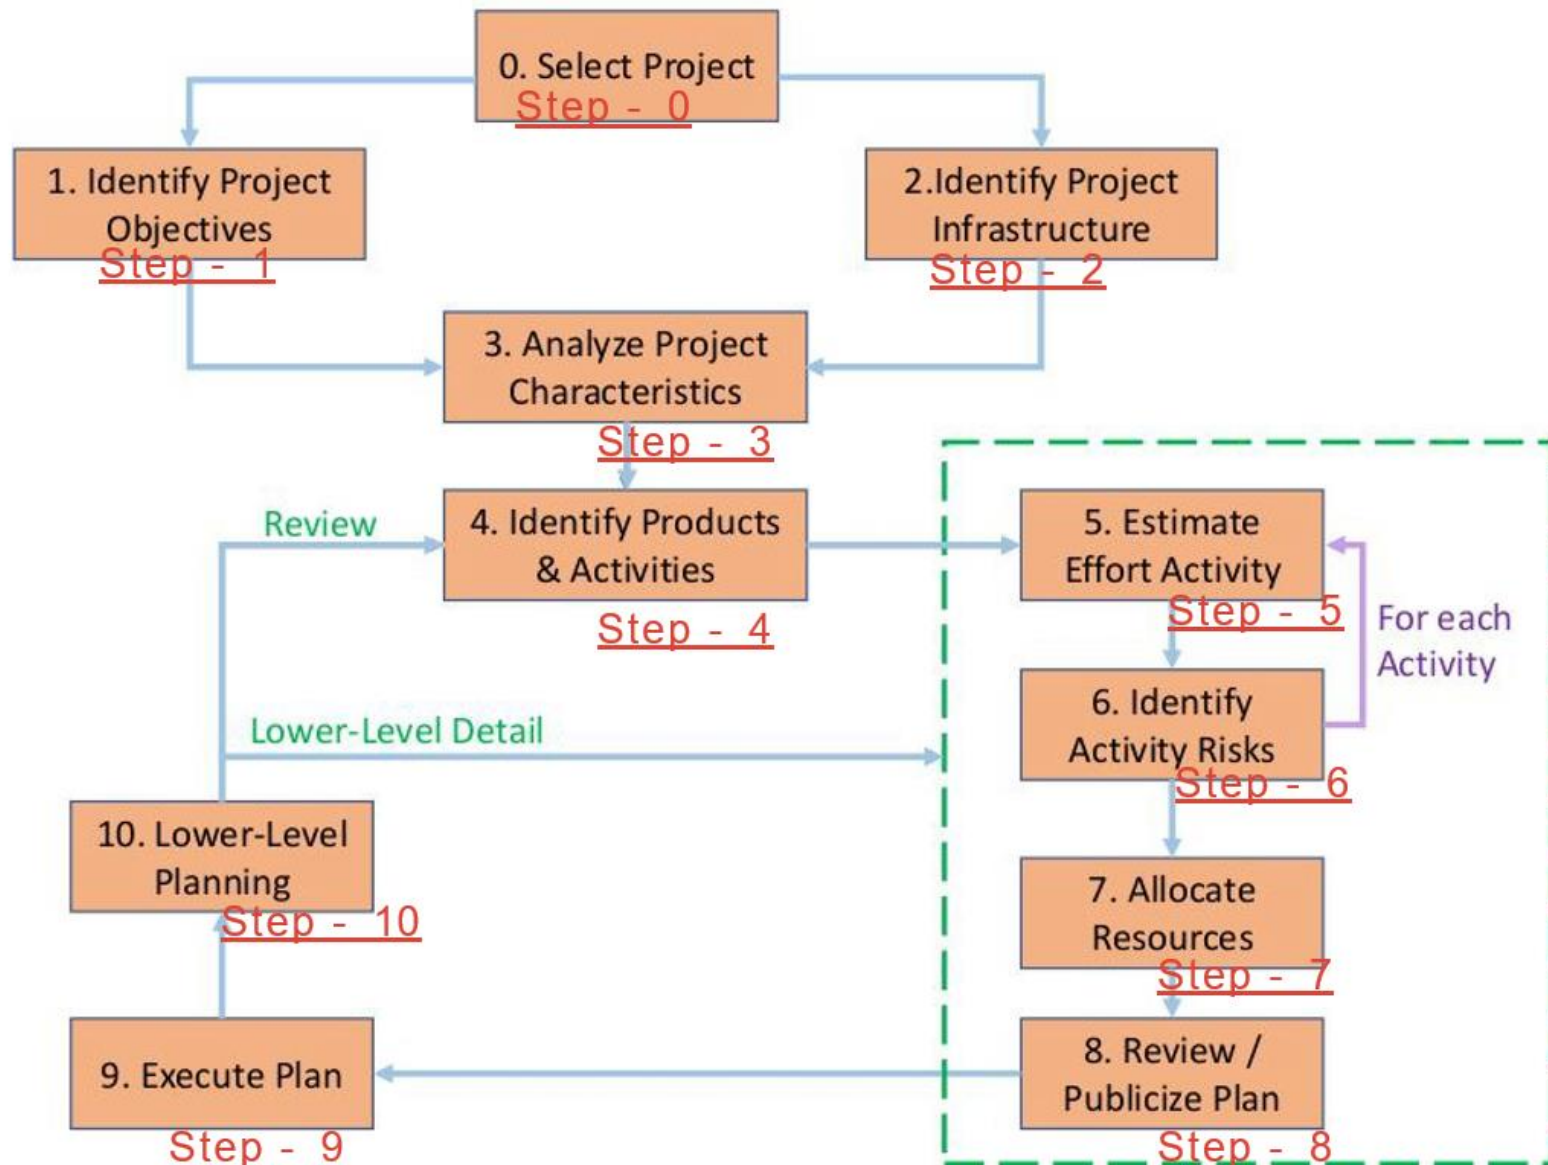 0. Select Project
Step - 0
1. Identify Project
Objectives
Step - 1
2.Identify Project
Infrastructure
Step - 2
3. Analyze Project
Characteristics
Step - 3
Review
4. Identify Products
& Activities
Step - 4
5. Estimate
Effort Activity
Step - 5
For each
Activity
6. Identify
Activity Risks
Step - 6
Lower-Level Detail
7. Allocate
Resources
Step - 7
8. Review /
Publicize Plan
Step - 8
9. Execute Plan
Step - 9
10. Lower-Level
Planning
Step - 10